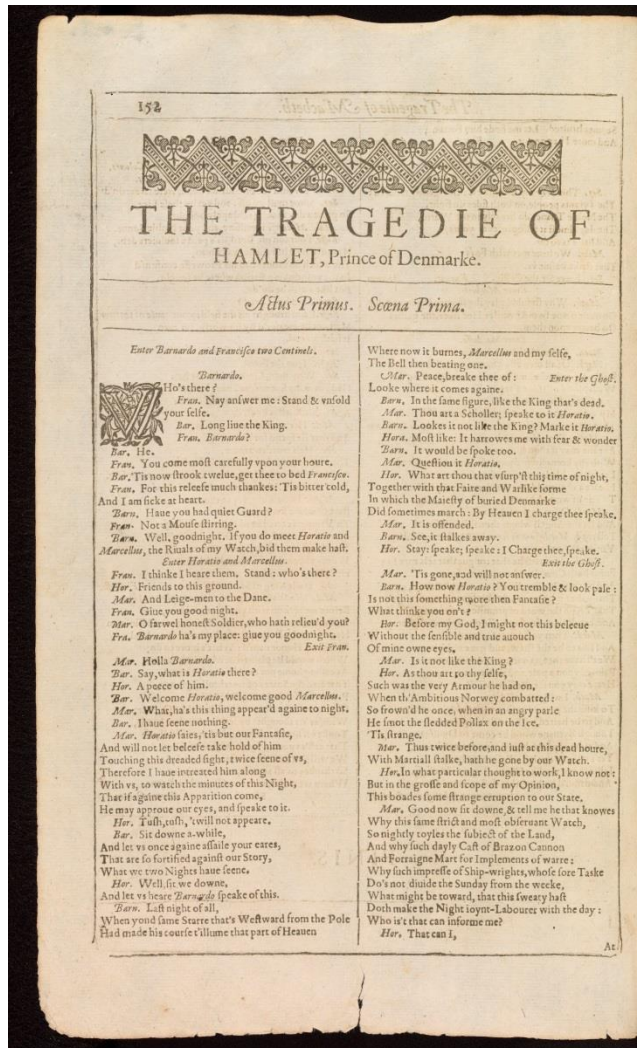 152
THE TRAGEDIE OF
HAMLET, Prince of Denmarke.
Actus Primus. Scœna Prima.
Enter Barnardo and Francisco two Centinels.
Barnardo.
WHo's there?
Fran. Nay answer me: Stand & vnfold
your selfe.
Bar. Long liue the King.
Fran. Barnardo?
Bar. He.
Fran. You come most carefully vpon your houre.
Bar. 'Tis now strook twelue, get thee to bed Francisco.
Fran. For this releefe much thankes: 'Tis bitter cold,
And I am sicke at heart.
Barn. Haue you had quiet Guard?
Fran. Not a Mouse stirring.
Barn. Well, goodnight. If you do meet Horatio and
Marcellus, the Riuals of my Watch, bid them make hast.
Enter Horatio and Marcellus.
Fran. I thinke I heare them. Stand: who's there?
Hor. Friends to this ground.
Mar. And Leige-men to the Dane.
Fran. Giue you good night.
Mar. O farwel honest Soldier, who hath relieu'd you?
Fra. Barnardo ha's my place: giue you goodnight.
Exit Fran.
Mar. Holla Barnardo.
Bar. Say, what is Horatio there?
Hor. A peece of him.
Bar. Welcome Horatio, welcome good Marcellus.
Mar. What, ha's this thing appear'd againe to night.
Bar. I haue seene nothing.
Mar. Horatio saies, 'tis but our Fantasie,
And will not let beleefe take hold of him
Touching this dreaded sight, twice seene of vs,
Therefore I haue intreated him along
With vs, to watch the minutes of this Night,
That if againe this Apparition come,
He may approue our eyes, and speake to it.
Hor. Tush, tush, 'twill not appeare.
Bar. Sit downe a-while,
And let vs once againe assaile your eares,
That are so fortified against our Story,
What we two Nights haue seene.
Hor. Well, sit we downe,
And let vs heare Barnardo speake of this.
Barn. Last night of all,
When yond same Starre that's Westward from the Pole
Had made his course t'illume that part of Heauen
Where now it burnes, Marcellus and my selfe,
The Bell then beating one.
Mar. Peace, breake thee of: Enter the Ghost.
Looke where it comes againe.
Barn. In the same figure, like the King that's dead.
Mar. Thou art a Scholler; speake to it Horatio.
Barn. Lookes it not like the King? Marke it Horatio.
Hora. Most like: It harrowes me with fear & wonder
Barn. It would be spoke too.
Mar. Question it Horatio.
Hor. What art thou that vsurp'st this time of night,
Together with that Faire and Warlike forme
In which the Maiesty of buried Denmarke
Did sometimes march: By Heauen I charge thee speake.
Mar. It is offended.
Barn. See, it stalkes away.
Hor. Stay: speake; speake: I Charge thee, speake.
Exit the Ghost.
Mar. 'Tis gone, and will not answer.
Barn. How now Horatio? You tremble & look pale:
Is not this something more then Fantasie?
What thinke you on't?
Hor. Before my God, I might not this beleeue
Without the sensible and true auouch
Of mine owne eyes.
Mar. Is it not like the King?
Hor. As thou art to thy selfe,
Such was the very Armour he had on,
When th'Ambitious Norwey combatted:
So frown'd he once, when in an angry parle
He smot the sledded Pollax on the Ice.
'Tis strange.
Mar. Thus twice before, and iust at this dead houre,
With Martiall stalke, hath he gone by our Watch.
Hor. In what particular thought to work, I know not:
But in the grosse and scope of my Opinion,
This boades some strange erruption to our State.
Mar. Good now sit downe, & tell me he that knowes
Why this same strict and most obseruant Watch,
So nightly toyles the subiect of the Land,
And why such dayly Cast of Brazon Cannon
And Forraigne Mart for Implements of warre:
Why such impresse of Ship-wrights, whose sore Taske
Do's not diuide the Sunday from the weeke,
What might be toward, that this sweaty hast
Doth make the Night ioynt-Labourer with the day:
Who is't that can informe me?
Hor. That can I,
At